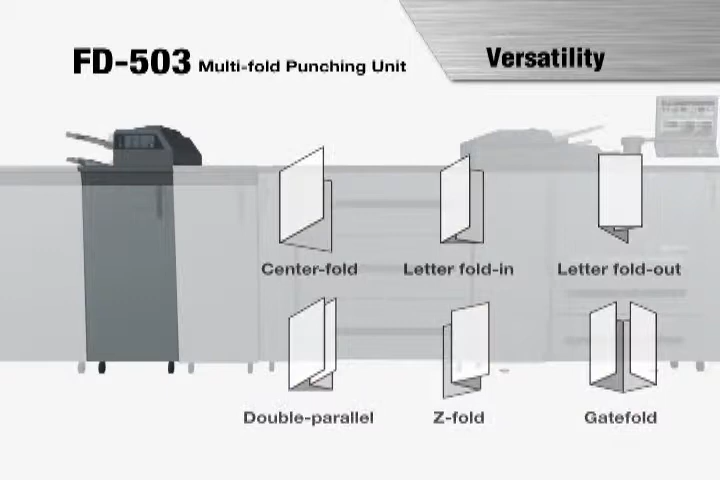 FD-503 Multi-fold Punching Unit
Versatility
Center-fold
Letter fold-in
Letter fold-out
Double-parallel
Z-fold
Gatefold